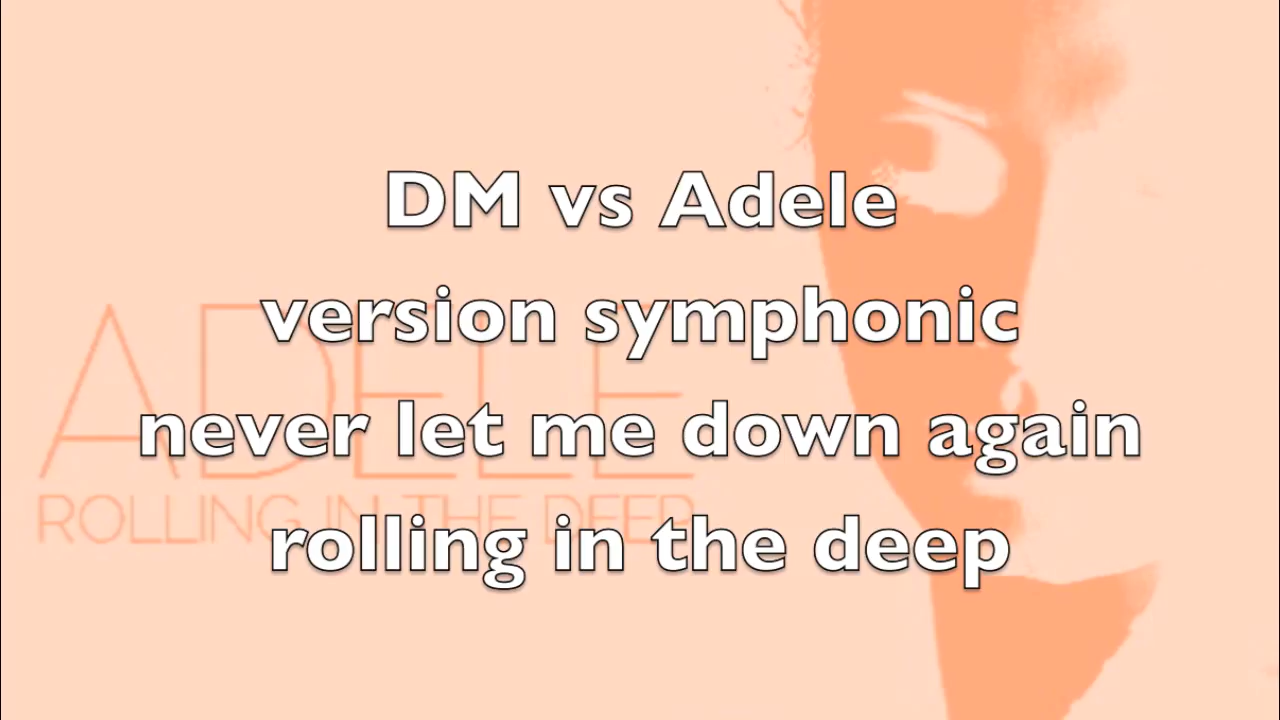 DM vs Adele
version symphonic
never let me down again
rolling in the deep
ADELE
ROLLING IN THE DEEP